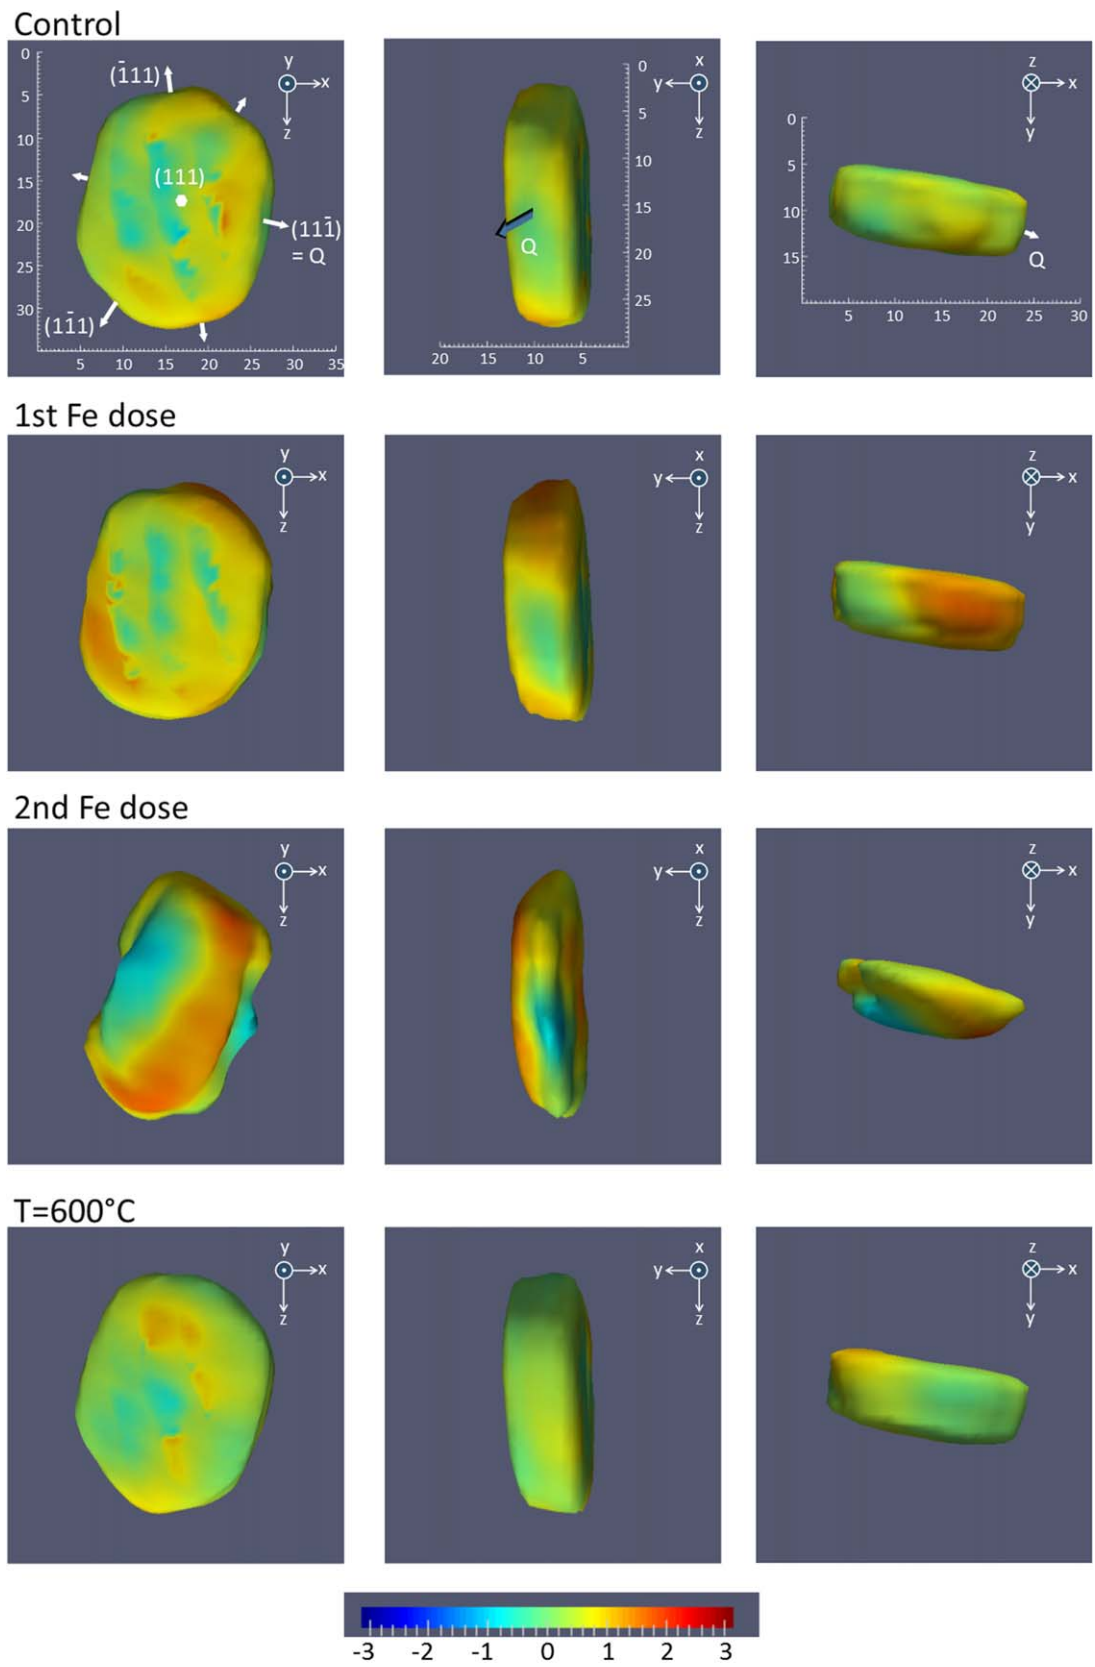 Control
0
5
10
15
20
25
30
5 10 15 20 25 30 35
(1̄11)
(111)
(111̄)
= Q
(11̄1)
y
x
z
x
y
z
0
5
10
15
20
25
20 15 10 5
Q
z
x
y
0
5
10
15
5 10 15 20 25 30
Q
1st Fe dose
y
x
z
x
y
z
z
x
y
2nd Fe dose
y
x
z
x
y
z
z
x
y
T=600°C
y
x
z
x
y
z
z
x
y
-3 -2 -1 0 1 2 3